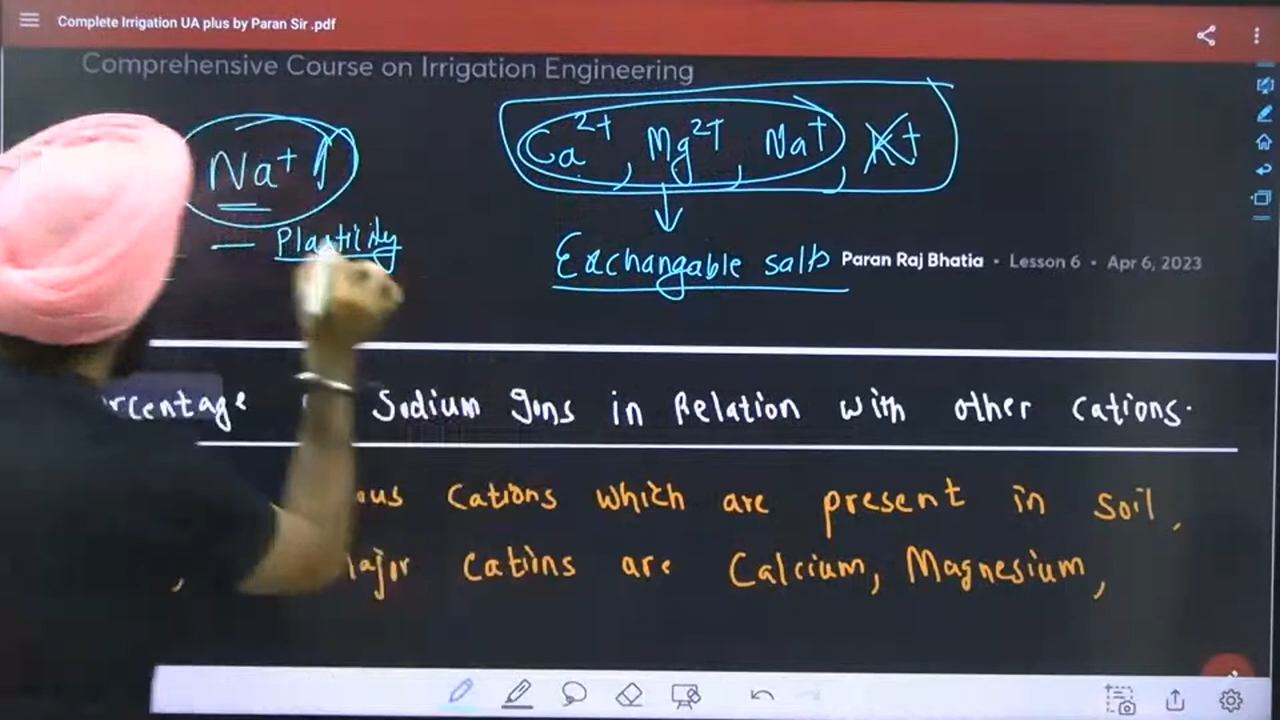 Complete Irrigation UA plus by Paran Sir .pdf
Comprehensive Course on Irrigation Engineering
Na+ ↑
Ca2+, Mg2+, Na+, K+
— Plasticity
Exchangable salts
Paran Raj Bhatia • Lesson 6 • Apr 6, 2023
rcentage Sodium Ions in Relation with other Cations.
ous Cations which are present in soil,
, ajor Cations are Calcium, Magnesium,